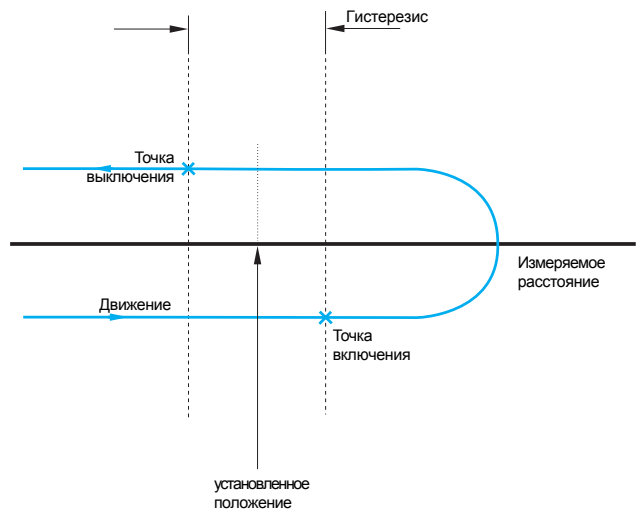 Гистерезис
Точка
выключения
Измеряемое
расстояние
Движение
Точка
включения
установленное
положение